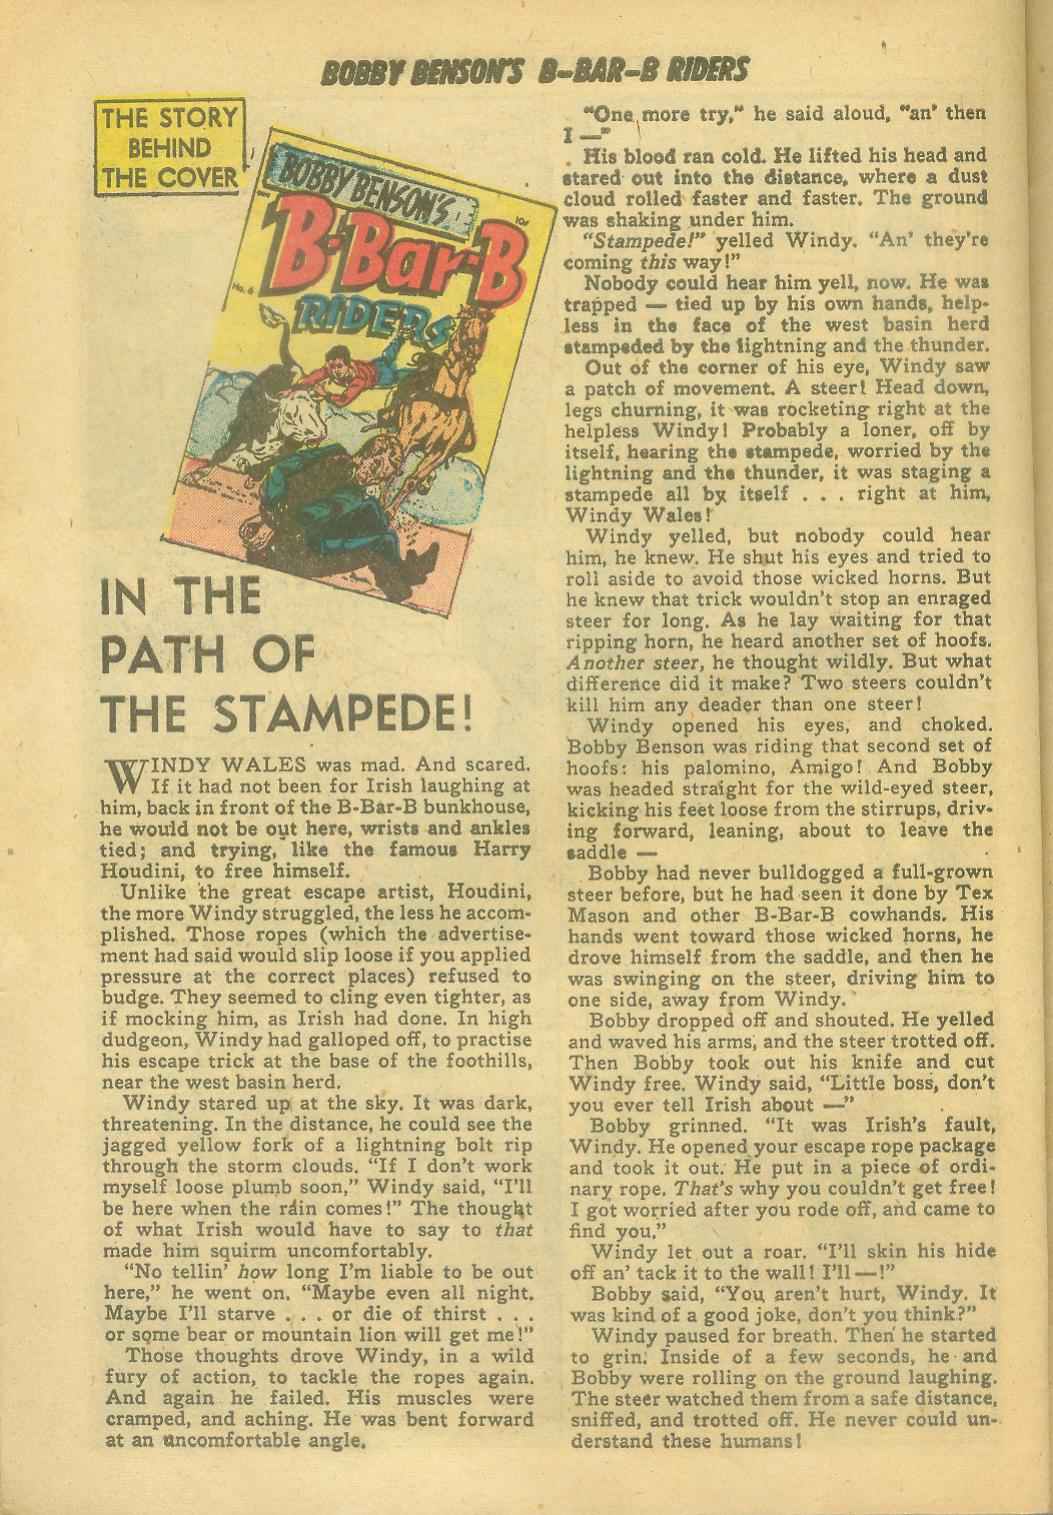 BOBBY BENSON'S B-BAR-B RIDERS
THE STORY
BEHIND
THE COVER
BOBBY BENSON'S
10¢
B-Bar-B
No. 6
RIDERS
IN THE
PATH OF
THE STAMPEDE!
WINDY WALES was mad. And scared.
If it had not been for Irish laughing at
him, back in front of the B-Bar-B bunkhouse,
he would not be out here, wrists and ankles
tied; and trying, like the famous Harry
Houdini, to free himself.
Unlike the great escape artist, Houdini,
the more Windy struggled, the less he accom-
plished. Those ropes (which the advertise-
ment had said would slip loose if you applied
pressure at the correct places) refused to
budge. They seemed to cling even tighter, as
if mocking him, as Irish had done. In high
dudgeon, Windy had galloped off, to practise
his escape trick at the base of the foothills,
near the west basin herd.
Windy stared up at the sky. It was dark,
threatening. In the distance, he could see the
jagged yellow fork of a lightning bolt rip
through the storm clouds. "If I don't work
myself loose plumb soon," Windy said, "I'll
be here when the rain comes!" The thought
of what Irish would have to say to that
made him squirm uncomfortably.
"No tellin' how long I'm liable to be out
here," he went on. "Maybe even all night.
Maybe I'll starve . . . or die of thirst . . .
or some bear or mountain lion will get me!"
Those thoughts drove Windy, in a wild
fury of action, to tackle the ropes again.
And again he failed. His muscles were
cramped, and aching. He was bent forward
at an uncomfortable angle.
"One more try," he said aloud, "an' then
I —"
His blood ran cold. He lifted his head and
stared out into the distance, where a dust
cloud rolled faster and faster. The ground
was shaking under him.
"Stampede!" yelled Windy. "An' they're
coming this way!"
Nobody could hear him yell, now. He was
trapped — tied up by his own hands, help-
less in the face of the west basin herd
stampeded by the lightning and the thunder.
Out of the corner of his eye, Windy saw
a patch of movement. A steer! Head down,
legs churning, it was rocketing right at the
helpless Windy! Probably a loner, off by
itself, hearing the stampede, worried by the
lightning and the thunder, it was staging a
stampede all by itself . . . right at him,
Windy Wales!
Windy yelled, but nobody could hear
him, he knew. He shut his eyes and tried to
roll aside to avoid those wicked horns. But
he knew that trick wouldn't stop an enraged
steer for long. As he lay waiting for that
ripping horn, he heard another set of hoofs.
Another steer, he thought wildly. But what
difference did it make? Two steers couldn't
kill him any deader than one steer!
Windy opened his eyes, and choked.
Bobby Benson was riding that second set of
hoofs: his palomino, Amigo! And Bobby
was headed straight for the wild-eyed steer,
kicking his feet loose from the stirrups, driv-
ing forward, leaning, about to leave the
saddle —
Bobby had never bulldogged a full-grown
steer before, but he had seen it done by Tex
Mason and other B-Bar-B cowhands. His
hands went toward those wicked horns, he
drove himself from the saddle, and then he
was swinging on the steer, driving him to
one side, away from Windy.
Bobby dropped off and shouted. He yelled
and waved his arms, and the steer trotted off.
Then Bobby took out his knife and cut
Windy free. Windy said, "Little boss, don't
you ever tell Irish about —"
Bobby grinned. "It was Irish's fault,
Windy. He opened your escape rope package
and took it out. He put in a piece of ordi-
nary rope. That's why you couldn't get free!
I got worried after you rode off, and came to
find you."
Windy let out a roar. "I'll skin his hide
off an' tack it to the wall! I'll —!"
Bobby said, "You aren't hurt, Windy. It
was kind of a good joke, don't you think?"
Windy paused for breath. Then he started
to grin. Inside of a few seconds, he and
Bobby were rolling on the ground laughing.
The steer watched them from a safe distance,
sniffed, and trotted off. He never could un-
derstand these humans!